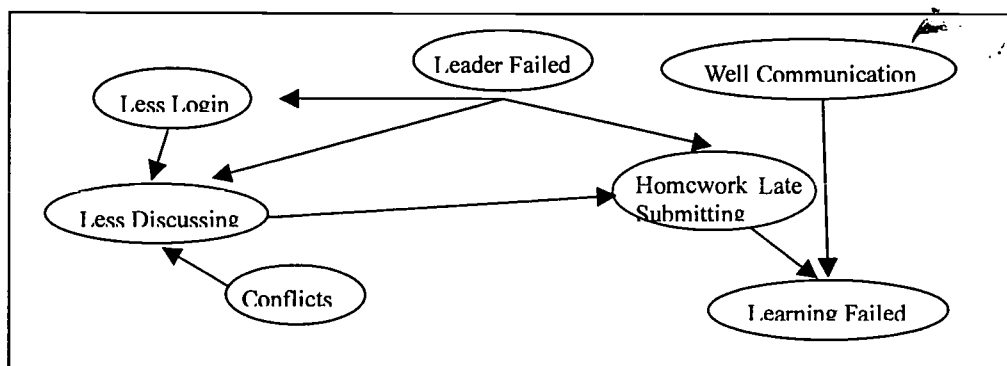 Leader Failed
Well Communication
Less Login
Homework Late
Submitting
Less Discussing
Conflicts
Learning Failed